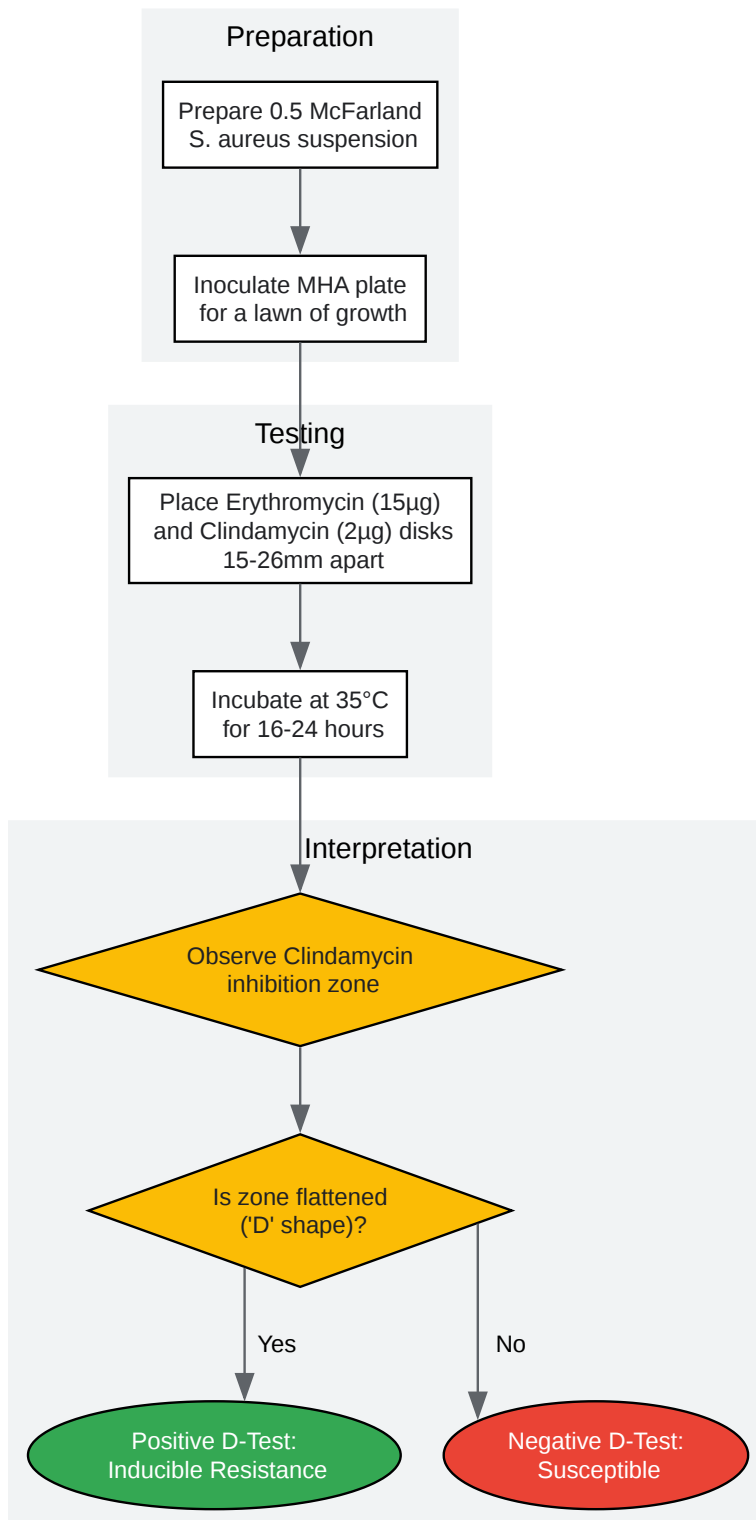 Preparation
Prepare 0.5 McFarland
S. aureus suspension
Inoculate MHA plate
for a lawn of growth
Testing
Place Erythromycin (15µg)
and Clindamycin (2µg) disks
15-26mm apart
Incubate at 35°C
for 16-24 hours
Interpretation
Observe Clindamycin
inhibition zone
Is zone flattened
('D' shape)?
Yes
No
Positive D-Test:
Inducible Resistance
Negative D-Test:
Susceptible